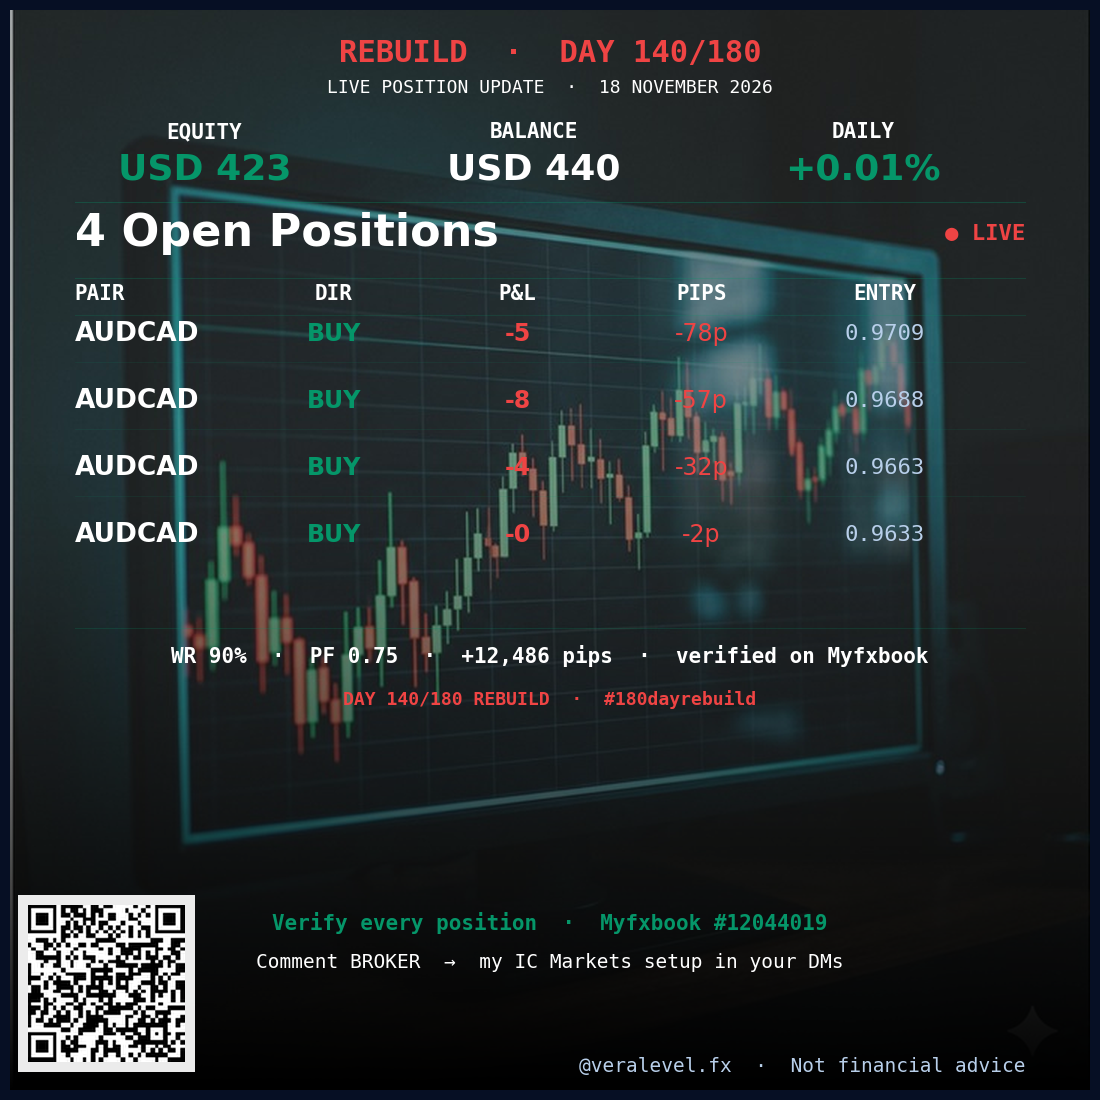 REBUILD · DAY 140/180
LIVE POSITION UPDATE · 18 NOVEMBER 2026
EQUITY BALANCE DAILY
USD 423 USD 440 +0.01%
4 Open Positions ● LIVE
PAIR DIR P&L PIPS ENTRY
AUDCAD BUY -5 -78p 0.9709
AUDCAD BUY -8 -57p 0.9688
AUDCAD BUY -4 -32p 0.9663
AUDCAD BUY -0 -2p 0.9633
WR 90% · PF 0.75 · +12,486 pips · verified on Myfxbook
DAY 140/180 REBUILD · #180dayrebuild
Verify every position · Myfxbook #12044019
Comment BROKER → my IC Markets setup in your DMs
@veralevel.fx · Not financial advice